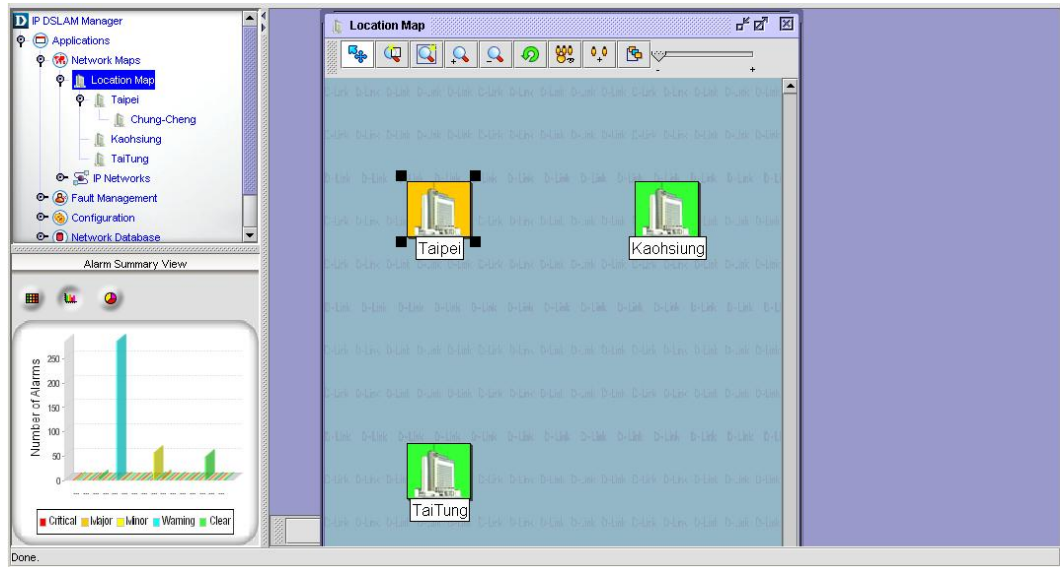 IP DSLAM Manager
Applications
Network Maps
Location Map
Taipei
Chung-Cheng
Kaohsiung
TaiTung
IP Networks
Fault Management
Configuration
Network Database
Alarm Summary View
Number of Alarms
250
200
150
100
50
0
Critical Major Minor Warning Clear
Location Map
- +
Taipei
Kaohsiung
TaiTung
Done.